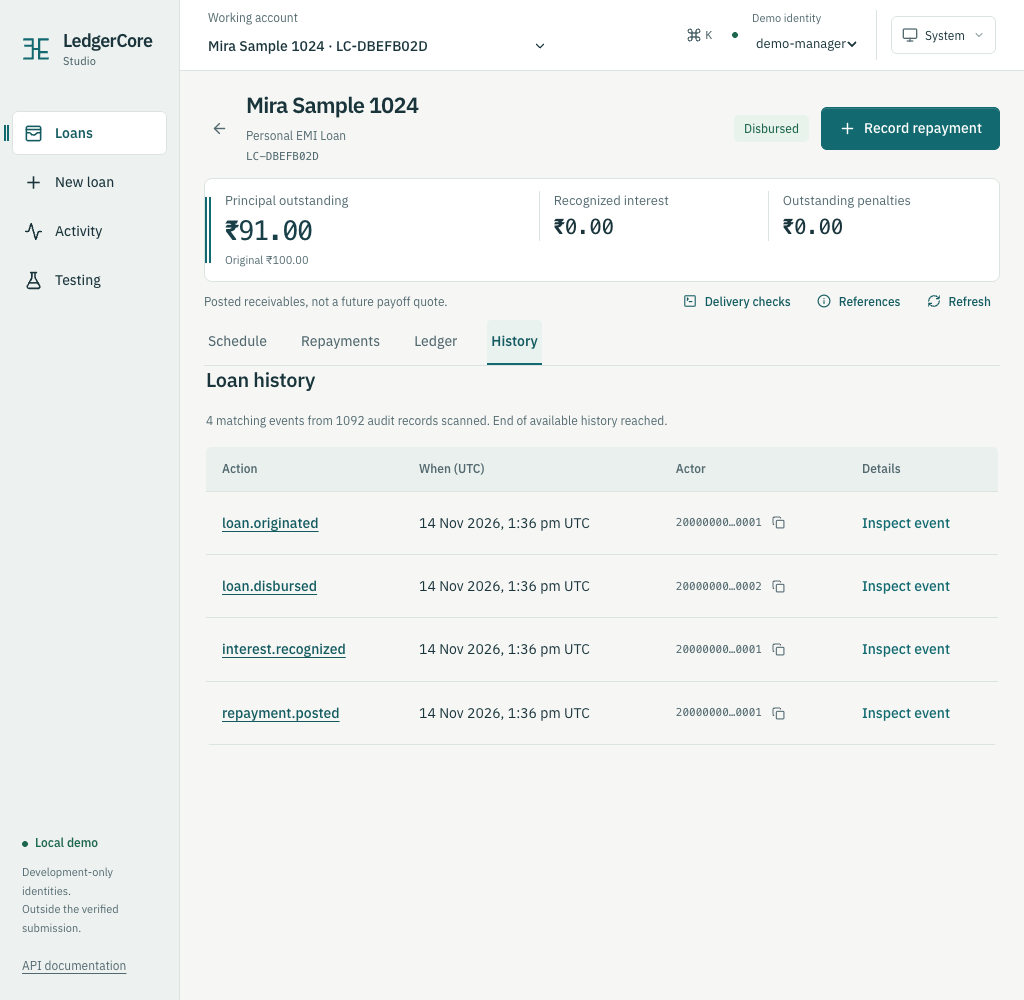 LedgerCore
Studio
Loans
New loan
Activity
Testing
Local demo
Development-only
identities.
Outside the verified
submission.
API documentation
Working account
Mira Sample 1024 · LC-DBEFB02D
⌘ K
Demo identity
demo-manager
System
Mira Sample 1024
Personal EMI Loan
LC-DBEFB02D
Disbursed
Record repayment
Principal outstanding
₹91.00
Original ₹100.00
Recognized interest
₹0.00
Outstanding penalties
₹0.00
Posted receivables, not a future payoff quote.
Delivery checks
References
Refresh
Schedule Repayments Ledger History
Loan history
4 matching events from 1092 audit records scanned. End of available history reached.
Action When (UTC) Actor Details
loan.originated 14 Nov 2026, 1:36 pm UTC 20000000…0001 Inspect event
loan.disbursed 14 Nov 2026, 1:36 pm UTC 20000000…0002 Inspect event
interest.recognized 14 Nov 2026, 1:36 pm UTC 20000000…0001 Inspect event
repayment.posted 14 Nov 2026, 1:36 pm UTC 20000000…0001 Inspect event